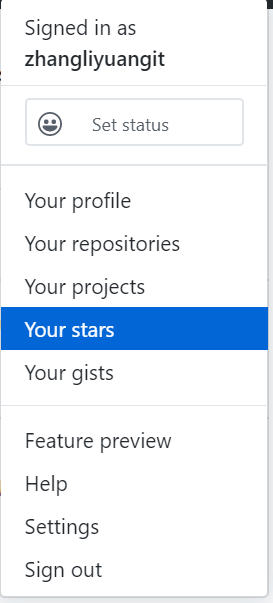 Signed in as
zhangliyuangit
Set status
Your profile
Your repositories
Your projects
Your stars
Your gists
Feature preview
Help
Settings
Sign out